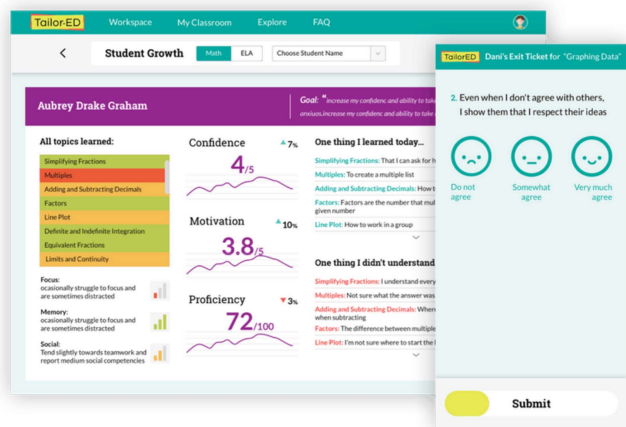 Tailor-ED Workspace My Classroom Explore FAQ
< Student Growth Math ELA Choose Student Name
Aubrey Drake Graham
Goal: "increase my confidenc and ability to take
anxiuos.increase my confidenc and ability to take
All topics learned:
Simplifying Fractions
Multiples
Adding and Subtracting Decimals
Factors
Line Plot
Definite and Indefinite Integration
Equivalent Fractions
Limits and Continuity
Focus:
ocasionally struggle to focus and
are sometimes distracted
Memory:
ocasionally struggle to focus and
are sometimes distracted
Social:
Tend slightly towards teamwork and
report medium social competencies
Confidence 7%
4/5
Motivation 10%
3.8/5
Proficiency 3%
72/100
One thing I learned today...
Simplifying Fractions: That I can ask for h
Multiples: To create a multiple list
Adding and Subtracting Decimals: How t
Factors: Factors are the number that mul
given number
Line Plot: How to work in a group
One thing I didn't understand
Simplifying Fractions: I understand every
Multiples: Not sure what the answer was
Adding and Subtracting Decimals: When
when subtracting
Factors: The difference between multiple
Line Plot: I'm not sure where to start the l
TailorED Dani's Exit Ticket for "Graphing Data"
2. Even when I don't agree with others,
I show them that I respect their ideas
Do not
agree
Somewhat
agree
Very much
agree
Submit